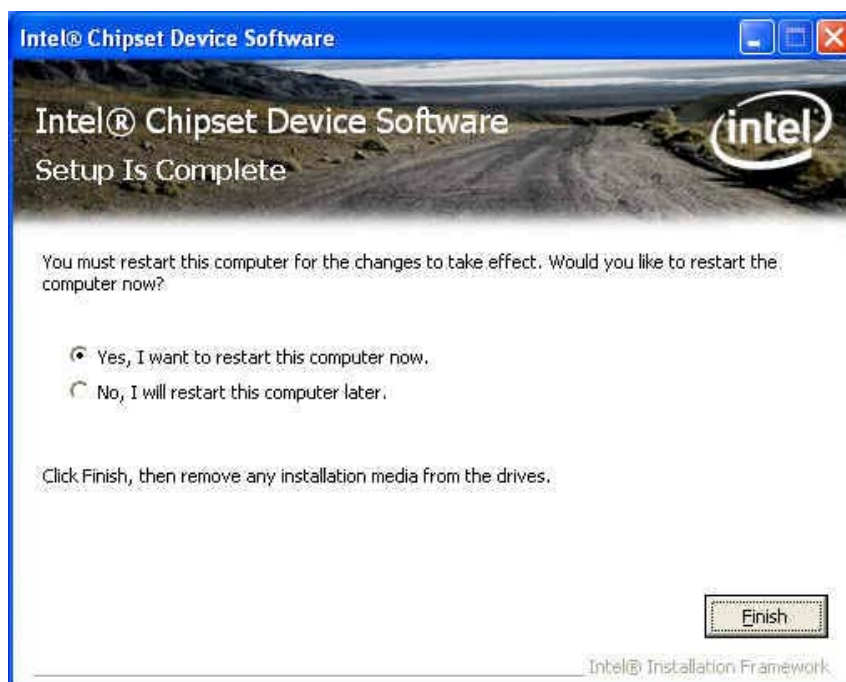 Intel® Chipset Device Software
Intel® Chipset Device Software
intel
Setup Is Complete
You must restart this computer for the changes to take effect. Would you like to restart the
computer now?
Yes, I want to restart this computer now.
No, I will restart this computer later.
Click Finish, then remove any installation media from the drives.
Finish
Intel® Installation Framework